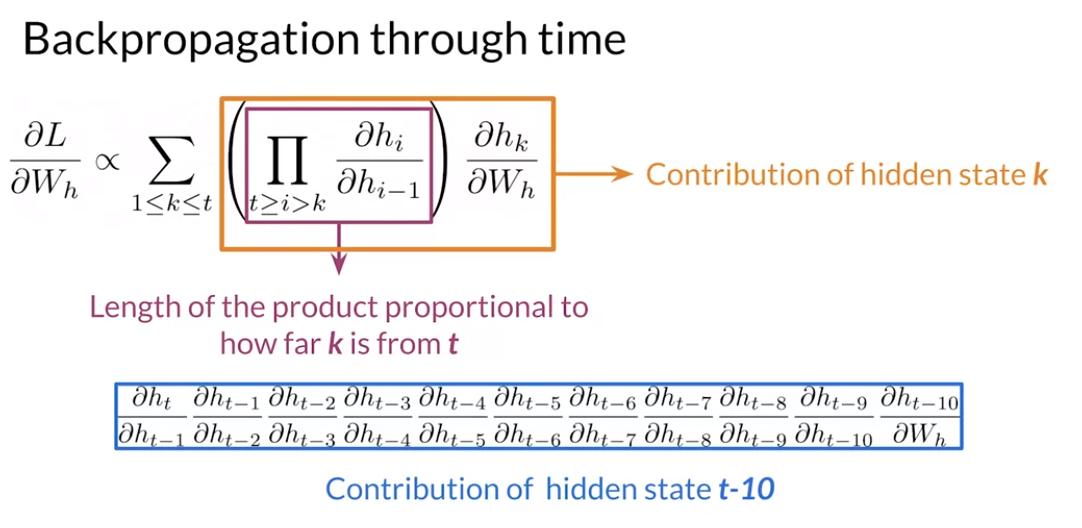 Backpropagation through time
$\frac{\partial L}{\partial W_h} \propto \sum_{1 \leq k \leq t} \left( \prod_{t \geq i > k} \frac{\partial h_i}{\partial h_{i-1}} \right) \frac{\partial h_k}{\partial W_h}$
Contribution of hidden state k
Length of the product proportional to
how far k is from t
$\frac{\partial h_t}{\partial h_{t-1}} \frac{\partial h_{t-1}}{\partial h_{t-2}} \frac{\partial h_{t-2}}{\partial h_{t-3}} \frac{\partial h_{t-3}}{\partial h_{t-4}} \frac{\partial h_{t-4}}{\partial h_{t-5}} \frac{\partial h_{t-5}}{\partial h_{t-6}} \frac{\partial h_{t-6}}{\partial h_{t-7}} \frac{\partial h_{t-7}}{\partial h_{t-8}} \frac{\partial h_{t-8}}{\partial h_{t-9}} \frac{\partial h_{t-9}}{\partial h_{t-10}} \frac{\partial h_{t-10}}{\partial W_h}$
Contribution of hidden state t-10